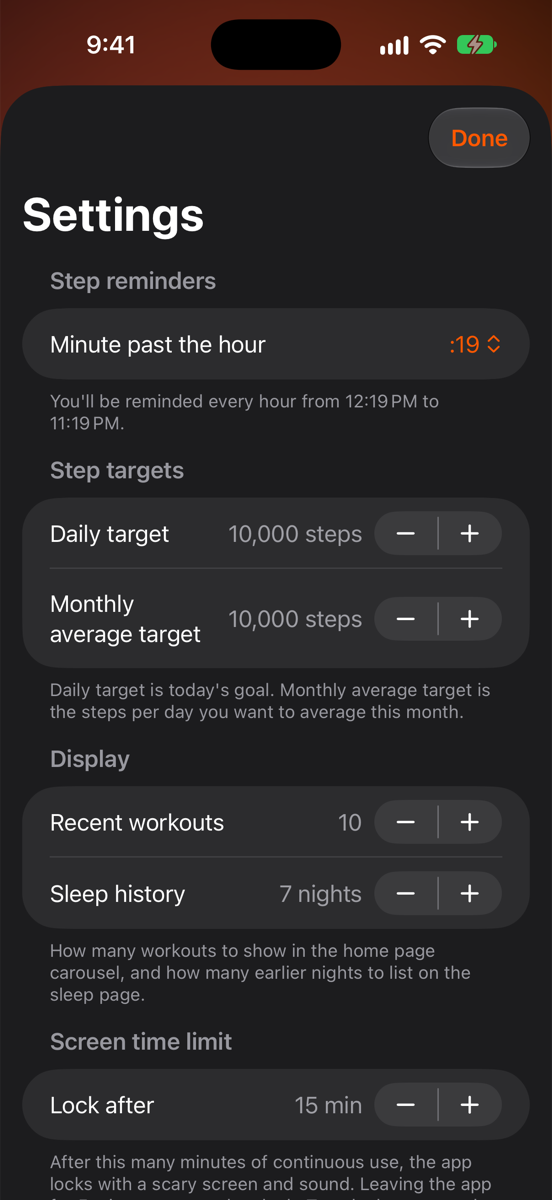 9:41
Done
Settings
Step reminders
Minute past the hour :19
You'll be reminded every hour from 12:19 PM to
11:19 PM.
Step targets
Daily target 10,000 steps − +
Monthly
average target 10,000 steps − +
Daily target is today's goal. Monthly average target is
the steps per day you want to average this month.
Display
Recent workouts 10 − +
Sleep history 7 nights − +
How many workouts to show in the home page
carousel, and how many earlier nights to list on the
sleep page.
Screen time limit
Lock after 15 min − +
After this many minutes of continuous use, the app
locks with a scary screen and sound. Leaving the app